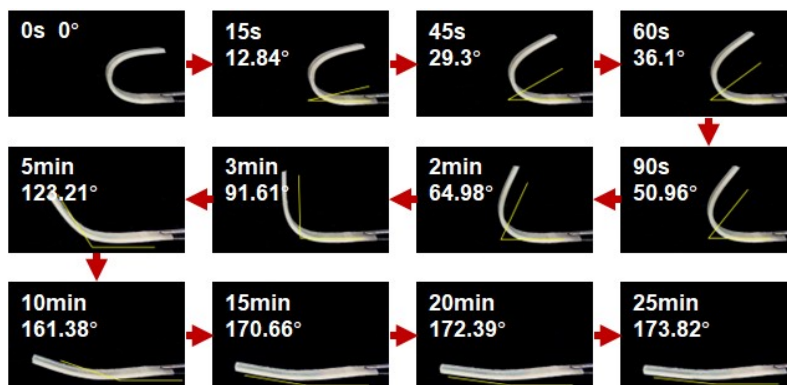 0s 0°
15s
12.84°
45s
29.3°
60s
36.1°
90s
50.96°
2min
64.98°
3min
91.61°
5min
123.21°
10min
161.38°
15min
170.66°
20min
172.39°
25min
173.82°